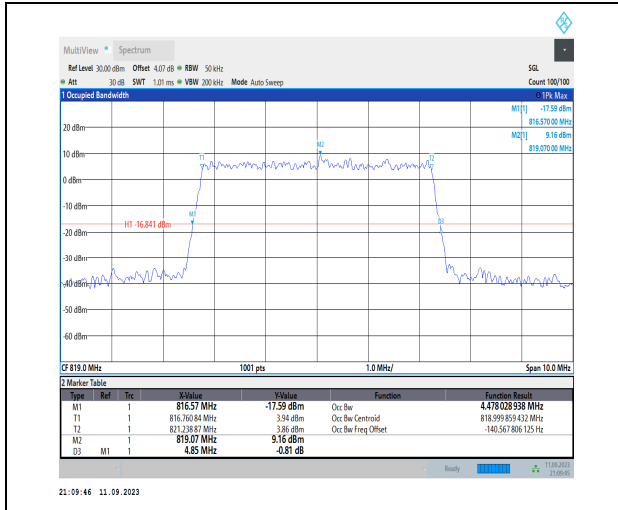 MultiView Spectrum
Ref Level 30.00 dBm Offset 4.07 dB RBW 50 kHz SGL
Att 30 dB SWT 1.01 ms VBW 200 kHz Mode Auto Sweep Count 100/100
1 Occupied Bandwidth 1Pk Max
M1[1] -17.59 dBm
816.57000 MHz
M2[1] 9.16 dBm
819.07000 MHz
20 dBm
M2
10 dBm
T1 T2
0 dBm
-10 dBm
M1
H1 -16.841 dBm
D3
-20 dBm
-30 dBm
-40 dBm
-50 dBm
-60 dBm
CF 819.0 MHz 1001 pts 1.0 MHz/ Span 10.0 MHz
2 Marker Table
Type Ref Trc X-Value Y-Value Function Function Result
M1 1 816.57 MHz -17.59 dBm Occ Bw 4.478 028 938 MHz
T1 1 816.760 84 MHz 3.94 dBm Occ Bw Centroid 818.999 859 432 MHz
T2 1 821.238 87 MHz 3.86 dBm Occ Bw Freq Offset -140.567 806 125 Hz
M2 1 819.07 MHz 9.16 dBm
D3 M1 1 4.85 MHz -0.81 dB
Ready 11.09.2023
21:09:45
21:09:46 11.09.2023